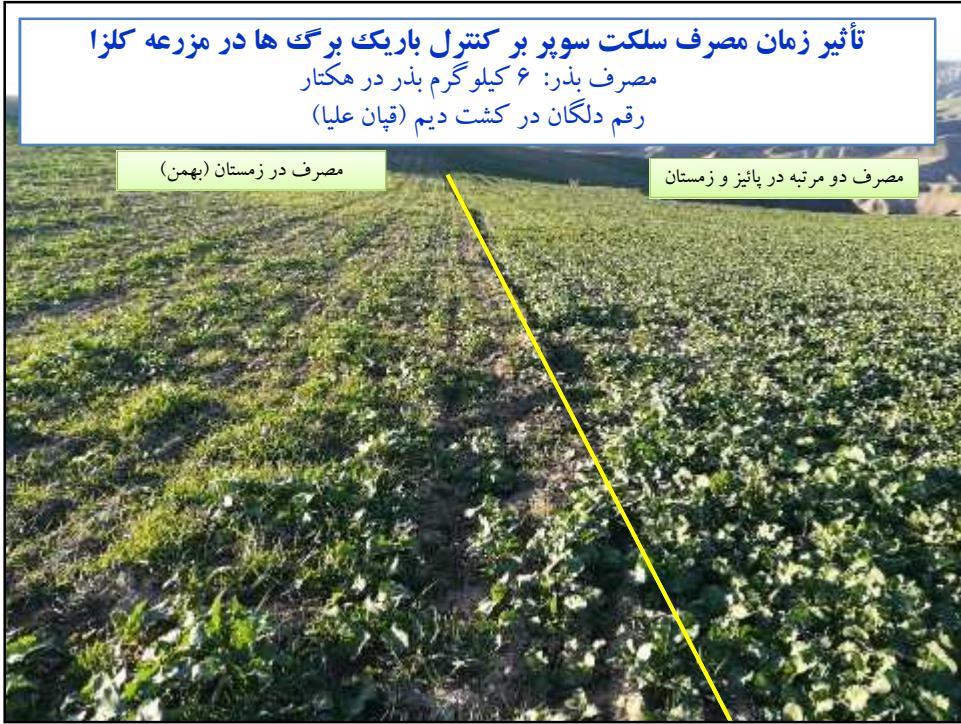 تأثیر زمان مصرف سلکت سوپر بر کنترل باریک برگ ها در مزرعه کلزا
مصرف بذر: ۶ کیلوگرم بذر در هکتار
رقم دلگان در کشت دیم (قپان علیا)
مصرف دو مرتبه در پائیز و زمستان
مصرف در زمستان (بهمن)